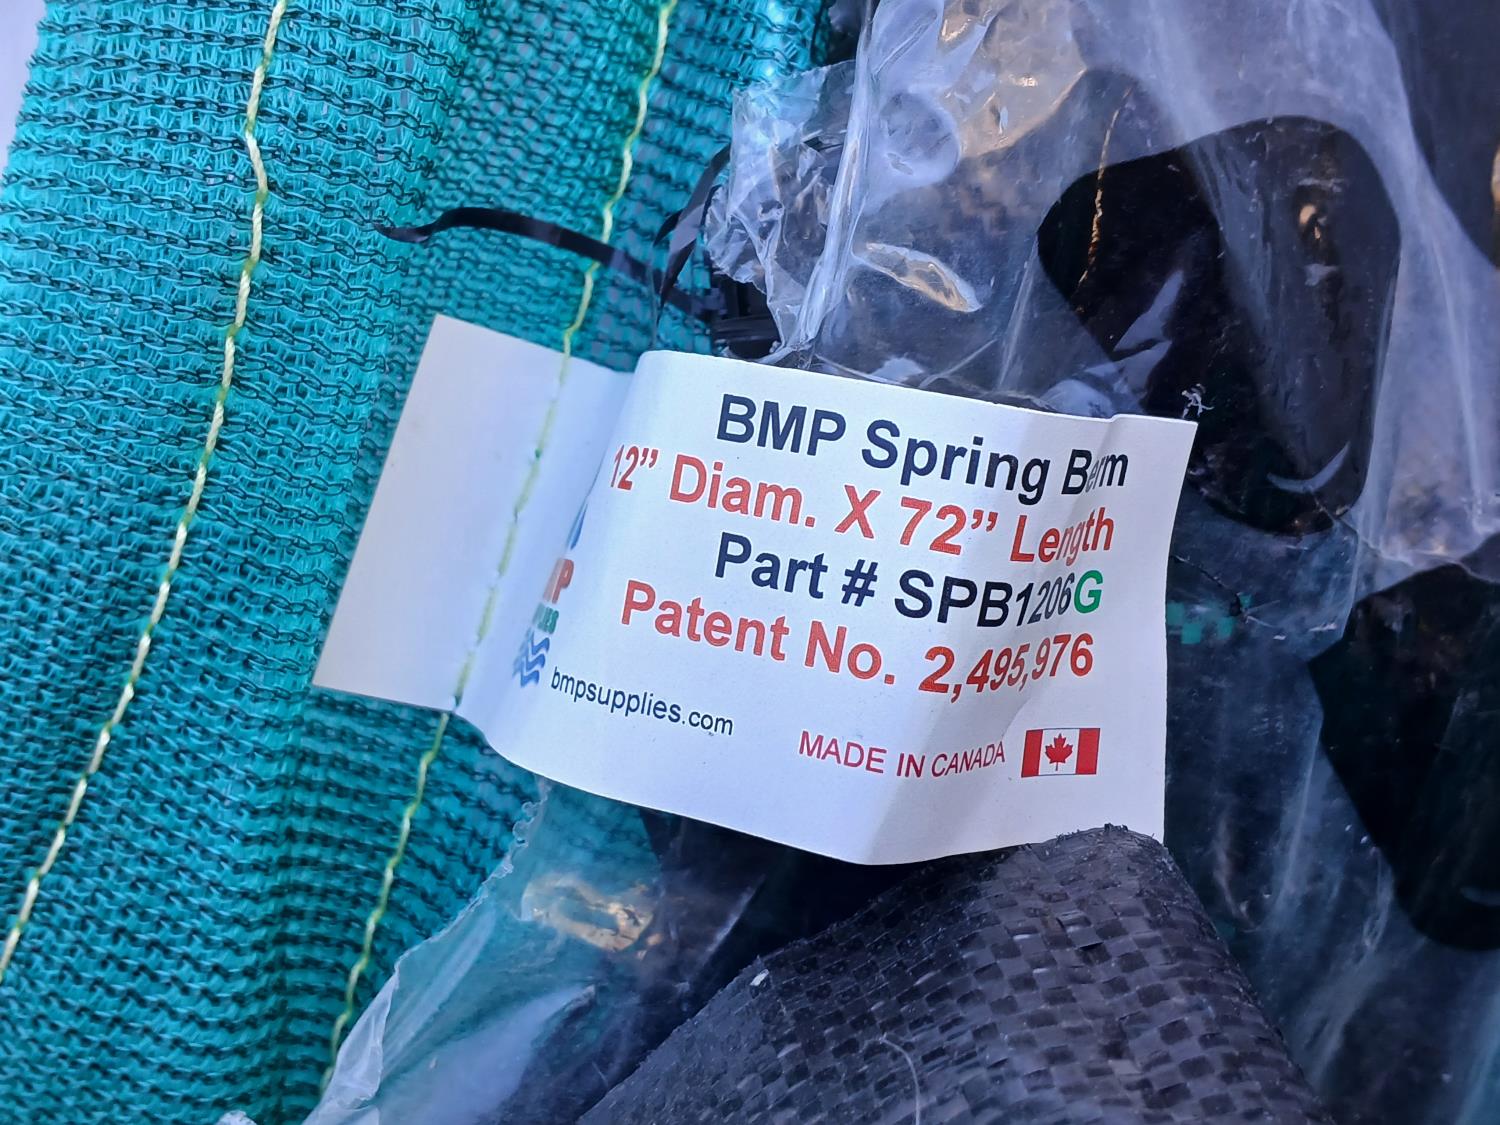 BMP Spring Berm
12” Diam. X 72” Length
Part # SPB1206G
Patent No. 2,495,976
bmpsupplies.com
MADE IN CANADA